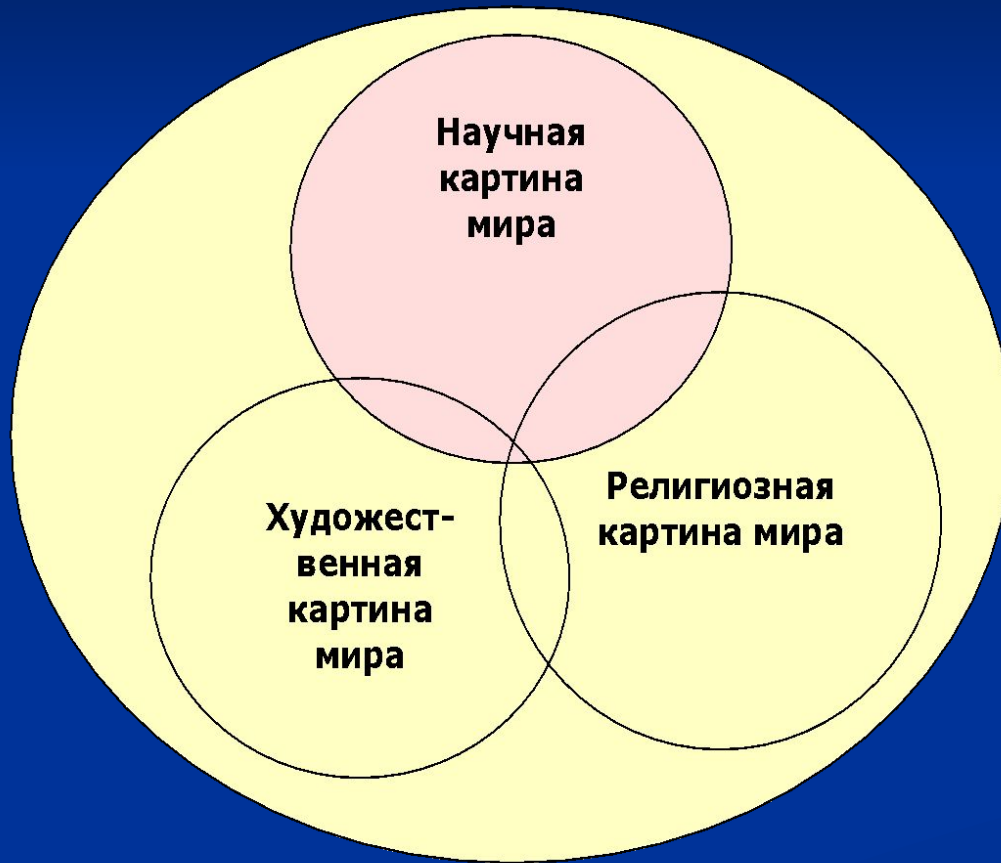 Научная
картина
мира
Религиозная
картина мира
Художест-
венная
картина
мира